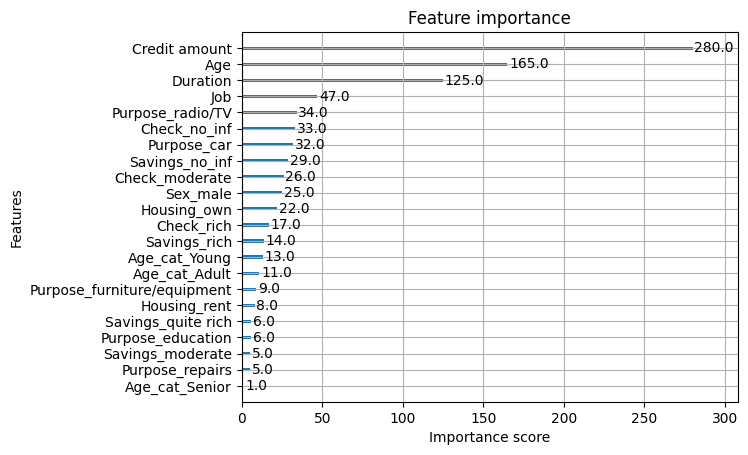 Feature importance
Features
Credit amount 280.0
Age 165.0
Duration 125.0
Job 47.0
Purpose_radio/TV 34.0
Check_no_inf 33.0
Purpose_car 32.0
Savings_no_inf 29.0
Check_moderate 26.0
Sex_male 25.0
Housing_own 22.0
Check_rich 17.0
Savings_rich 14.0
Age_cat_Young 13.0
Age_cat_Adult 11.0
Purpose_furniture/equipment 9.0
Housing_rent 8.0
Savings_quite rich 6.0
Purpose_education 6.0
Savings_moderate 5.0
Purpose_repairs 5.0
Age_cat_Senior 1.0
0 50 100 150 200 250 300
Importance score